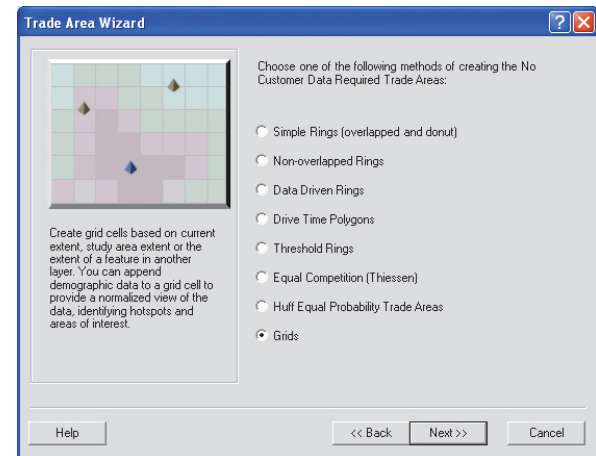 Trade Area Wizard
Choose one of the following methods of creating the No
Customer Data Required Trade Areas:
Simple Rings (overlapped and donut)
Non-overlapped Rings
Data Driven Rings
Drive Time Polygons
Threshold Rings
Equal Competition (Thiessen)
Huff Equal Probability Trade Areas
Grids
Create grid cells based on current
extent, study area extent or the
extent of a feature in another
layer. You can append
demographic data to a grid cell to
provide a normalized view of the
data, identifying hotspots and
areas of interest.
Help
<< Back
Next >>
Cancel